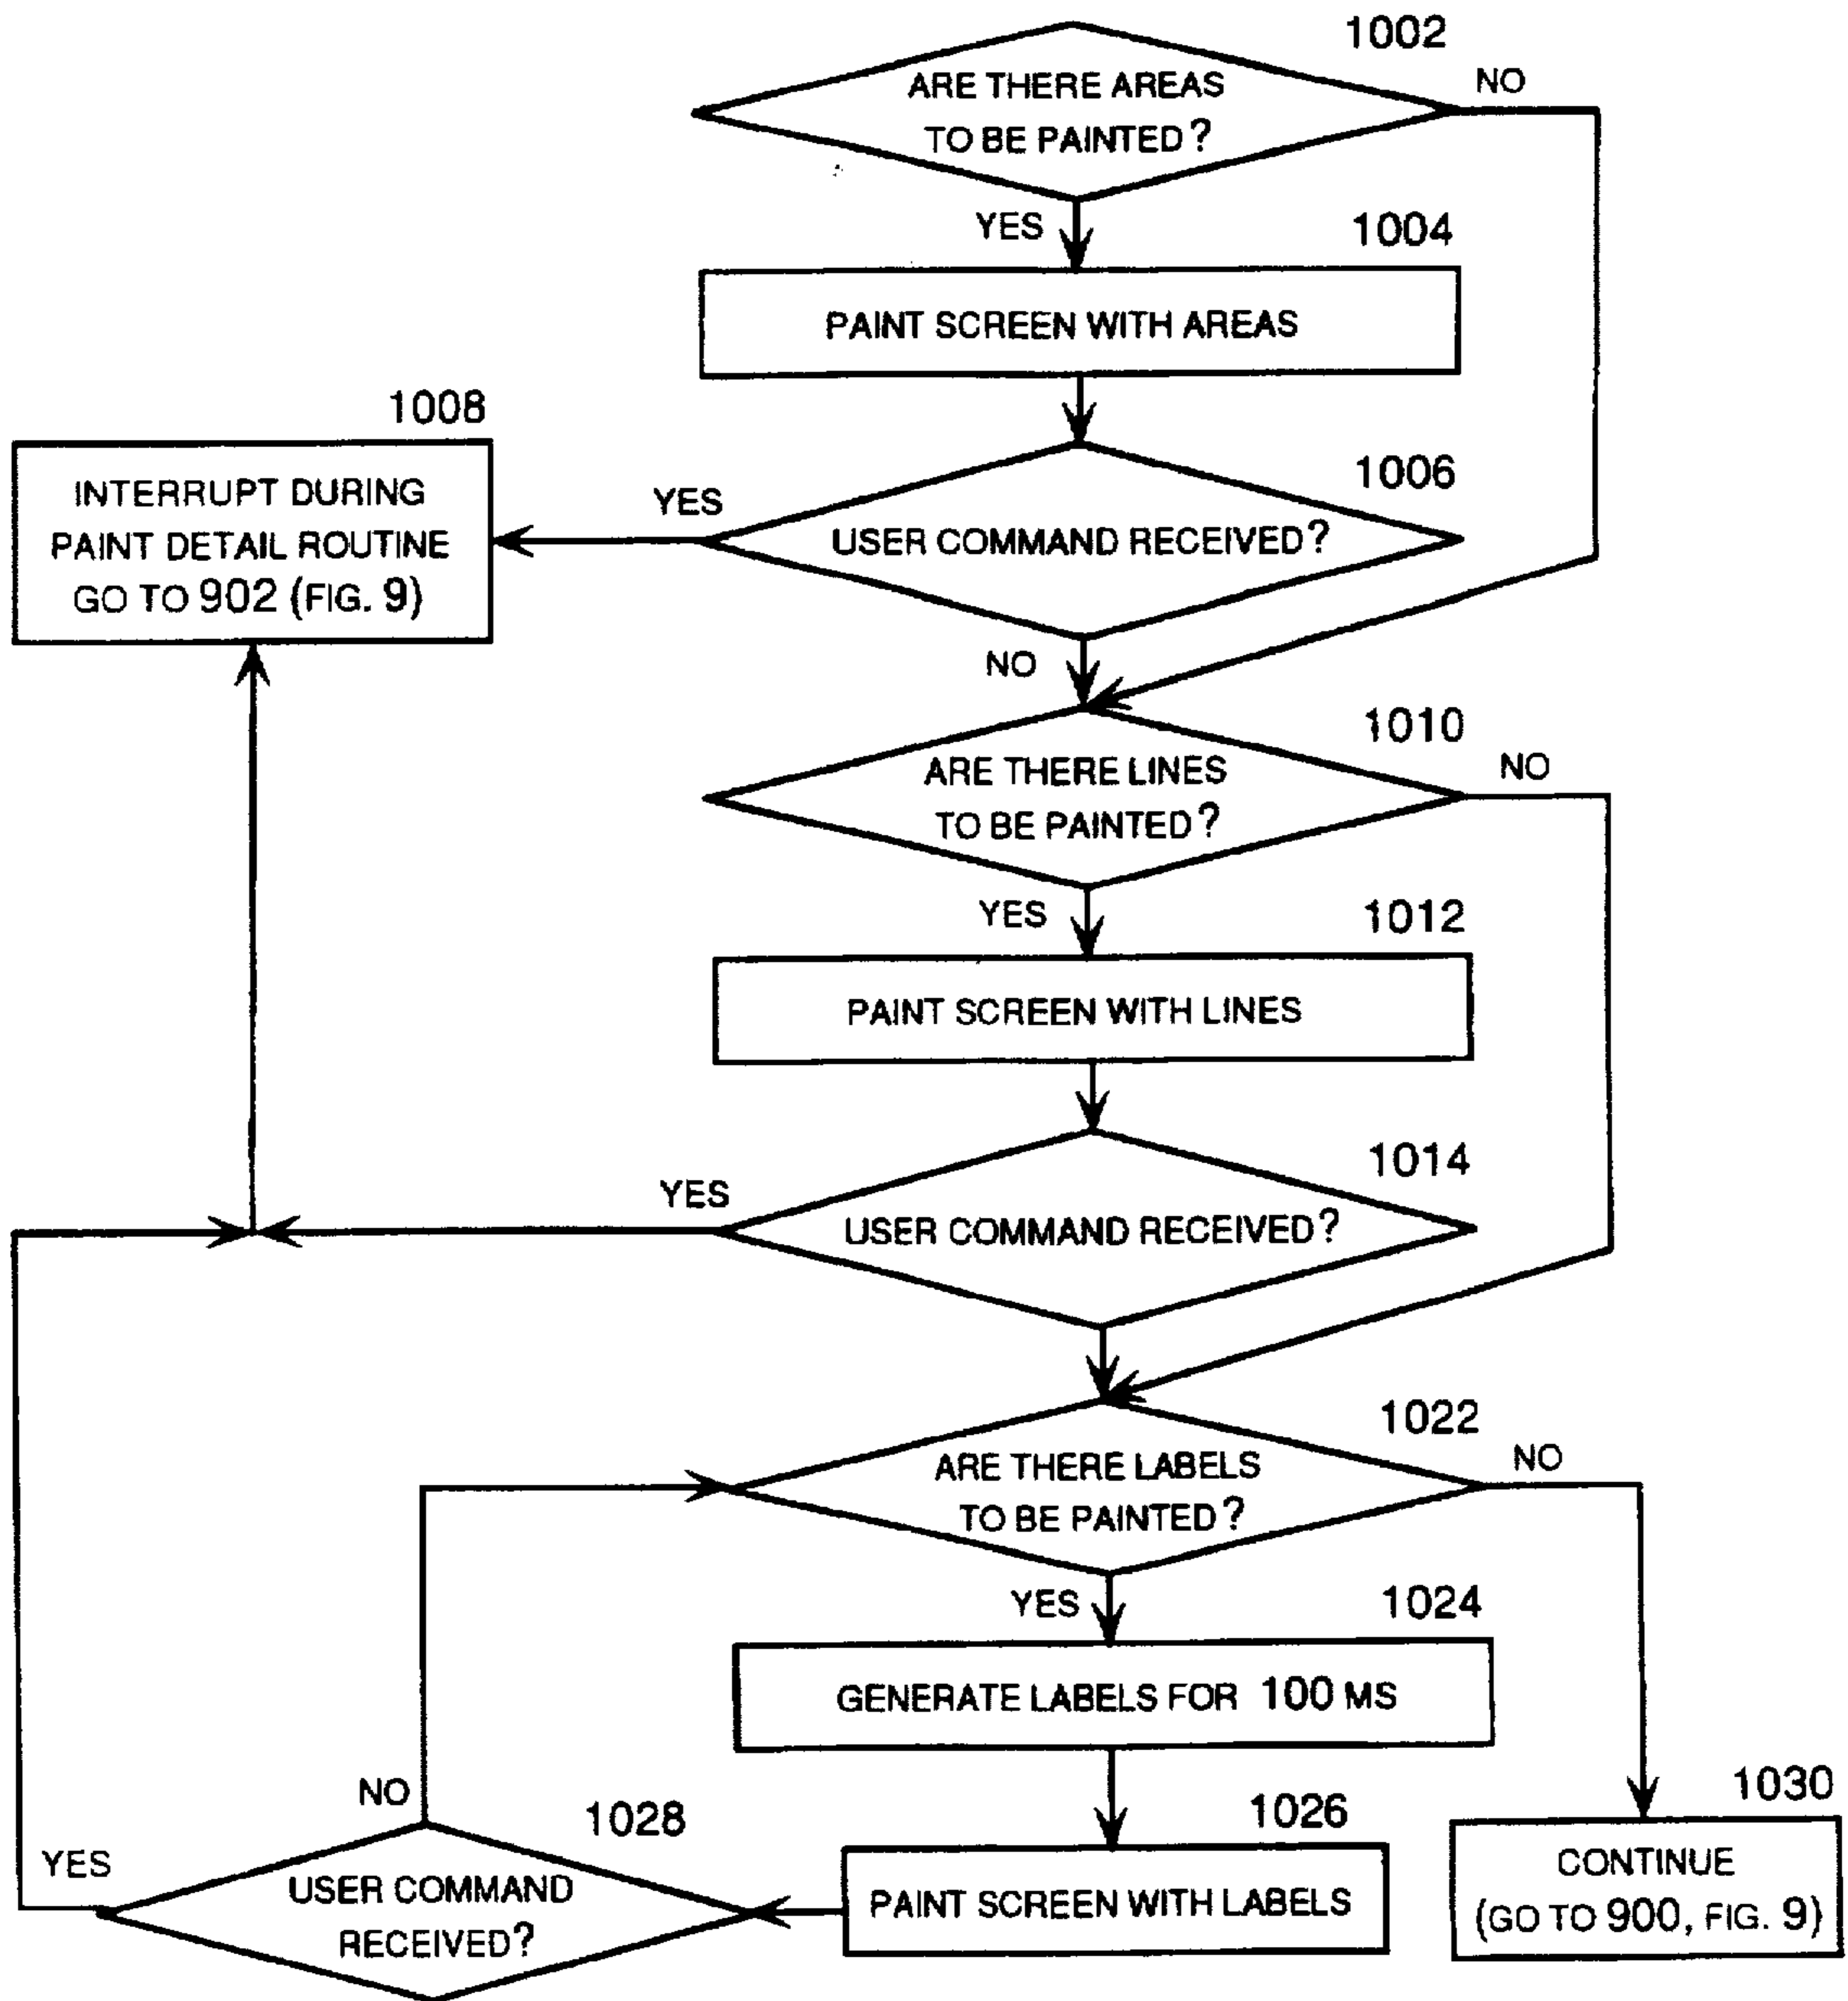 1002
ARE THERE AREAS
TO BE PAINTED?
NO
YES
1004
PAINT SCREEN WITH AREAS
1008
INTERRUPT DURING
PAINT DETAIL ROUTINE
GO TO 902 (FIG. 9)
YES
1006
USER COMMAND RECEIVED?
NO
1010
ARE THERE LINES
TO BE PAINTED?
NO
YES
1012
PAINT SCREEN WITH LINES
1014
YES
USER COMMAND RECEIVED?
1022
ARE THERE LABELS
TO BE PAINTED?
NO
YES
1024
GENERATE LABELS FOR 100 MS
NO
1028
1026
1030
YES
USER COMMAND
RECEIVED?
PAINT SCREEN WITH LABELS
CONTINUE
(GO TO 900, FIG. 9)